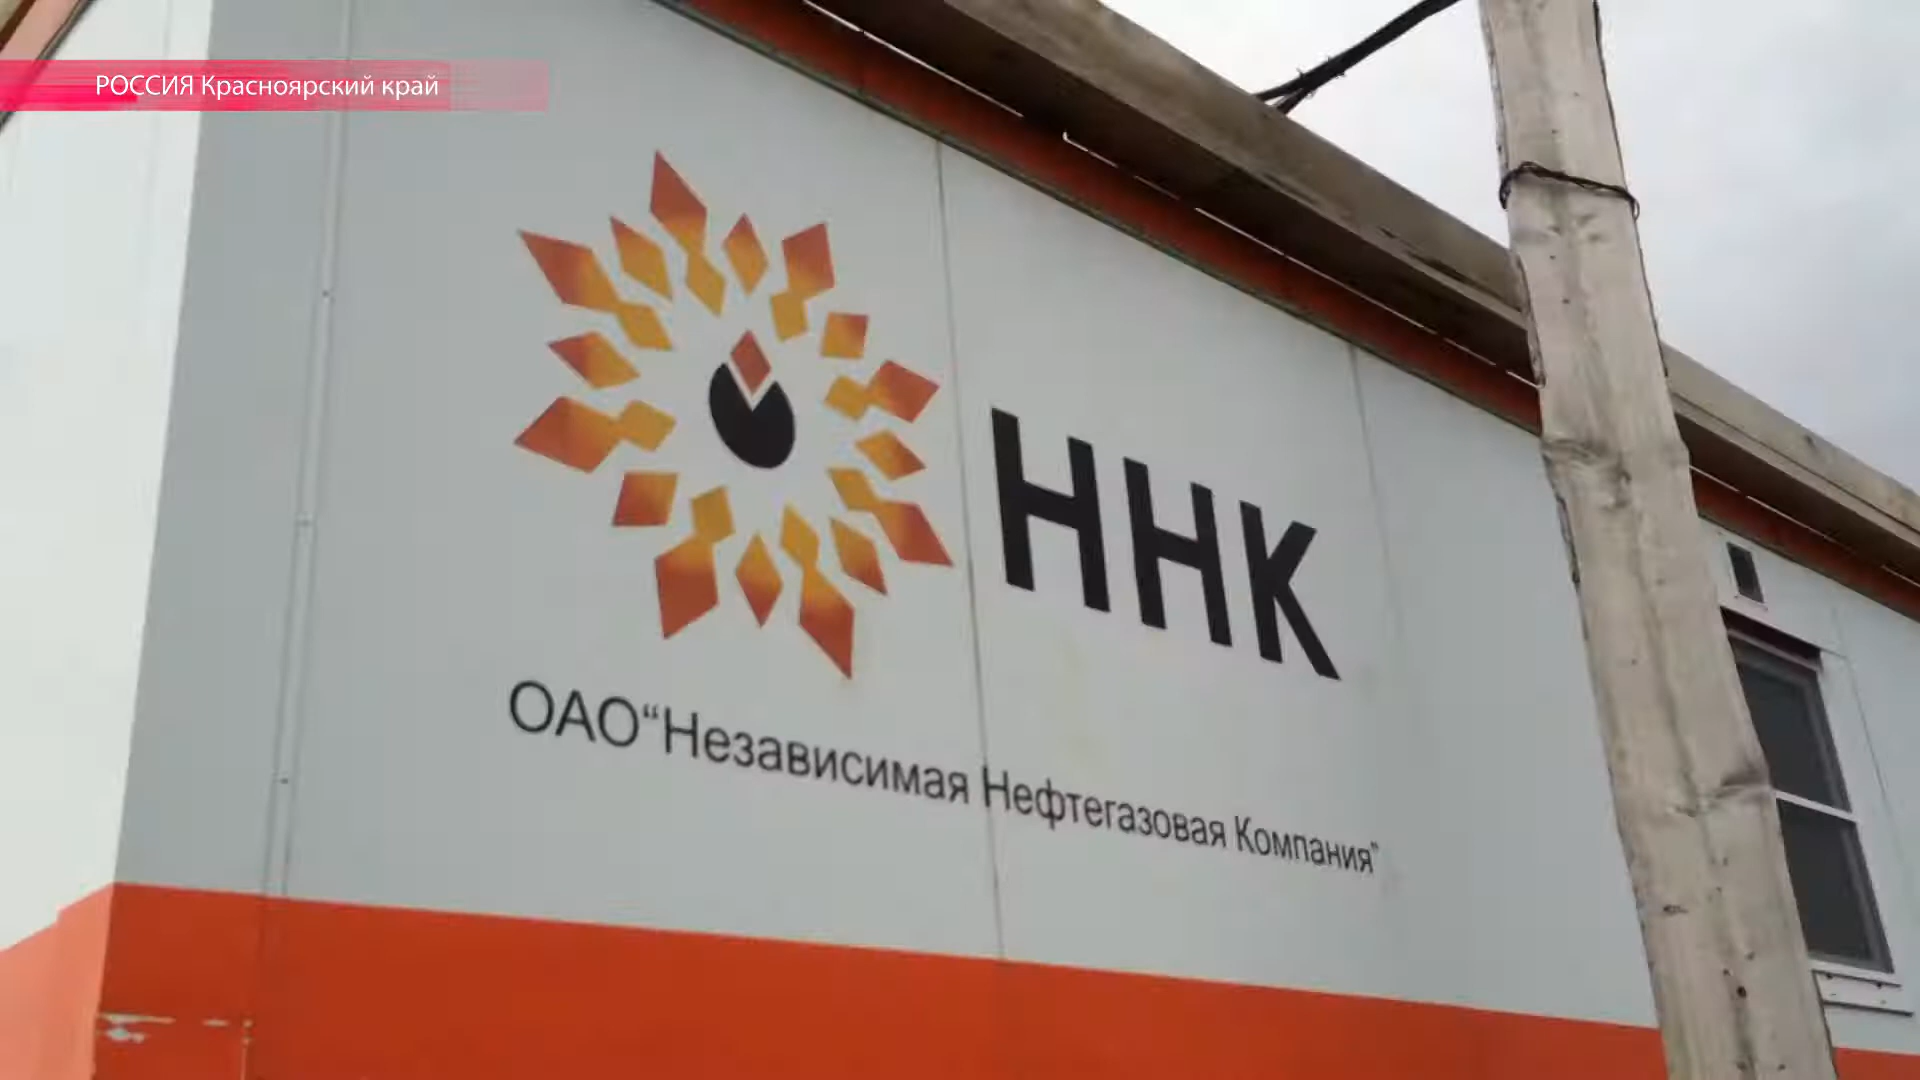 РОССИЯ Красноярский край
ННК
ОАО“Независимая Нефтегазовая Компания”